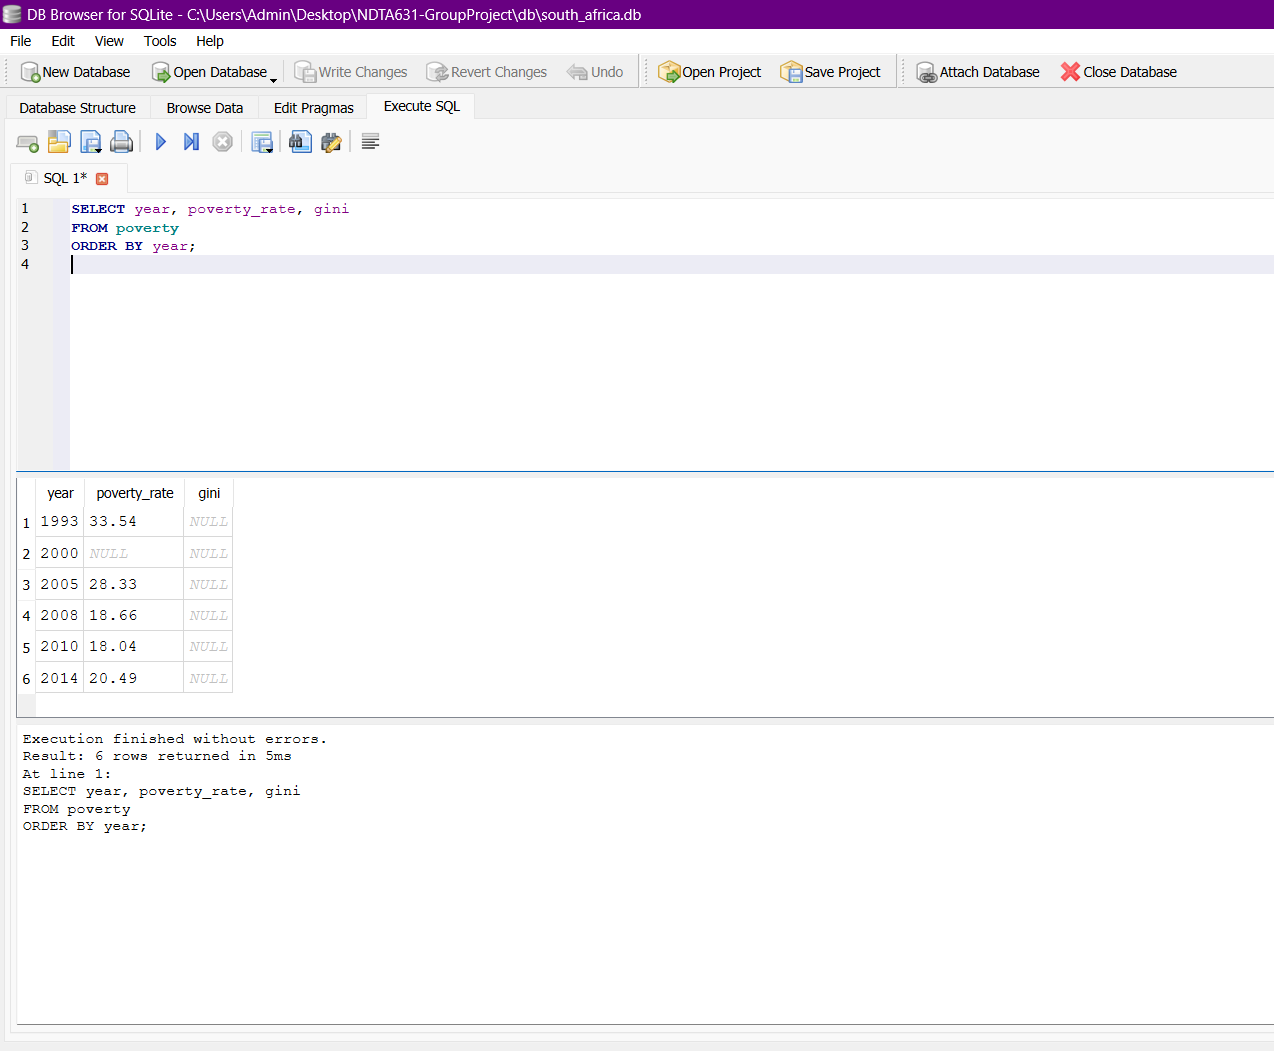 DB Browser for SQLite - C:\Users\Admin\Desktop\NDTA631-GroupProject\db\south_africa.db
File Edit View Tools Help
New Database Open Database Write Changes Revert Changes Undo Open Project Save Project Attach Database Close Database
Database Structure Browse Data Edit Pragmas Execute SQL
SQL 1*
1 SELECT year, poverty_rate, gini
2 FROM poverty
3 ORDER BY year;
4
year poverty_rate gini
1 1993 33.54 NULL
2 2000 NULL NULL
3 2005 28.33 NULL
4 2008 18.66 NULL
5 2010 18.04 NULL
6 2014 20.49 NULL
Execution finished without errors.
Result: 6 rows returned in 5ms
At line 1:
SELECT year, poverty_rate, gini
FROM poverty
ORDER BY year;